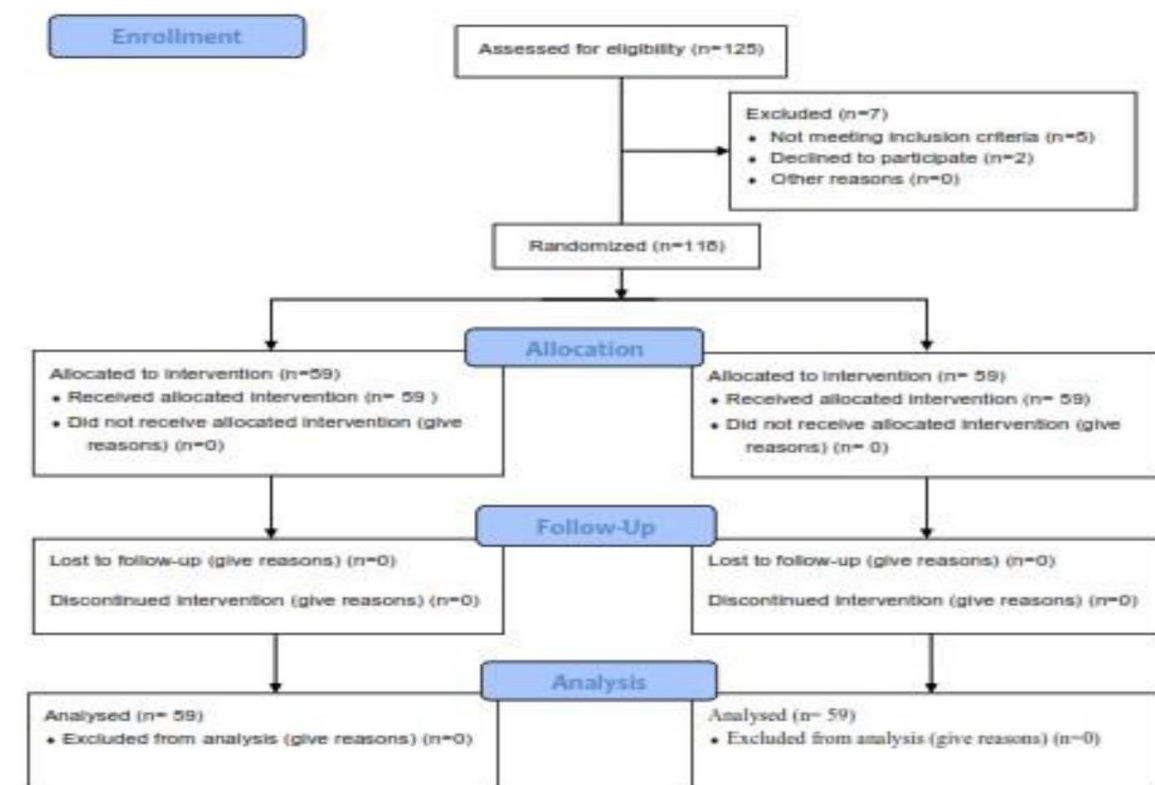 Enrollment
Assessed for eligibility (n=125)
Excluded (n=7)
• Not meeting inclusion criteria (n=5)
• Declined to participate (n=2)
• Other reasons (n=0)
Randomized (n=118)
Allocation
Allocated to intervention (n=59)
• Received allocated intervention (n= 59 )
• Did not receive allocated intervention (give
reasons) (n=0)
Allocated to intervention (n= 59)
• Received allocated intervention (n= 59)
• Did not receive allocated intervention (give
reasons) (n= 0)
Follow-Up
Lost to follow-up (give reasons) (n=0)
Discontinued intervention (give reasons) (n=0)
Lost to follow-up (give reasons) (n=0)
Discontinued intervention (give reasons) (n=0)
Analysis
Analysed (n= 59)
• Excluded from analysis (give reasons) (n=0)
Analysed (n= 59)
• Excluded from analysis (give reasons) (n=0)